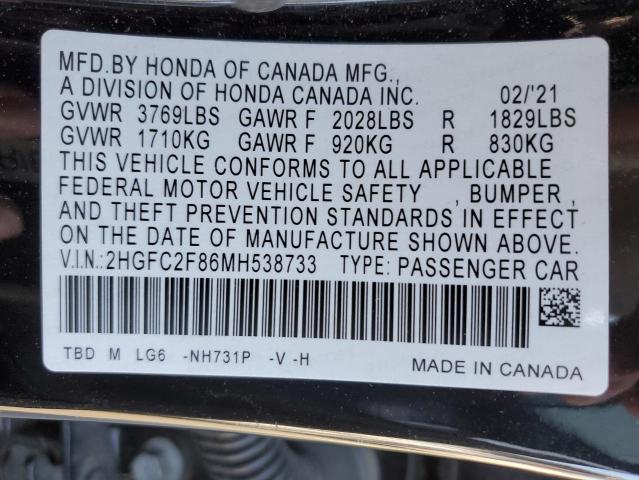 MFD.BY HONDA OF CANADA MFG.,
A DIVISION OF HONDA CANADA INC. 02/'21
GVWR 3769LBS GAWR F 2028LBS R 1829LBS
GVWR 1710KG GAWR F 920KG R 830KG
THIS VEHICLE CONFORMS TO ALL APPLICABLE
FEDERAL MOTOR VEHICLE SAFETY , BUMPER ,
AND THEFT PREVENTION STANDARDS IN EFFECT
ON THE DATE OF MANUFACTURE SHOWN ABOVE.
V.I.N.:2HGFC2F86MH538733 TYPE: PASSENGER CAR
TBD M LG6 -NH731P -V -H MADE IN CANADA